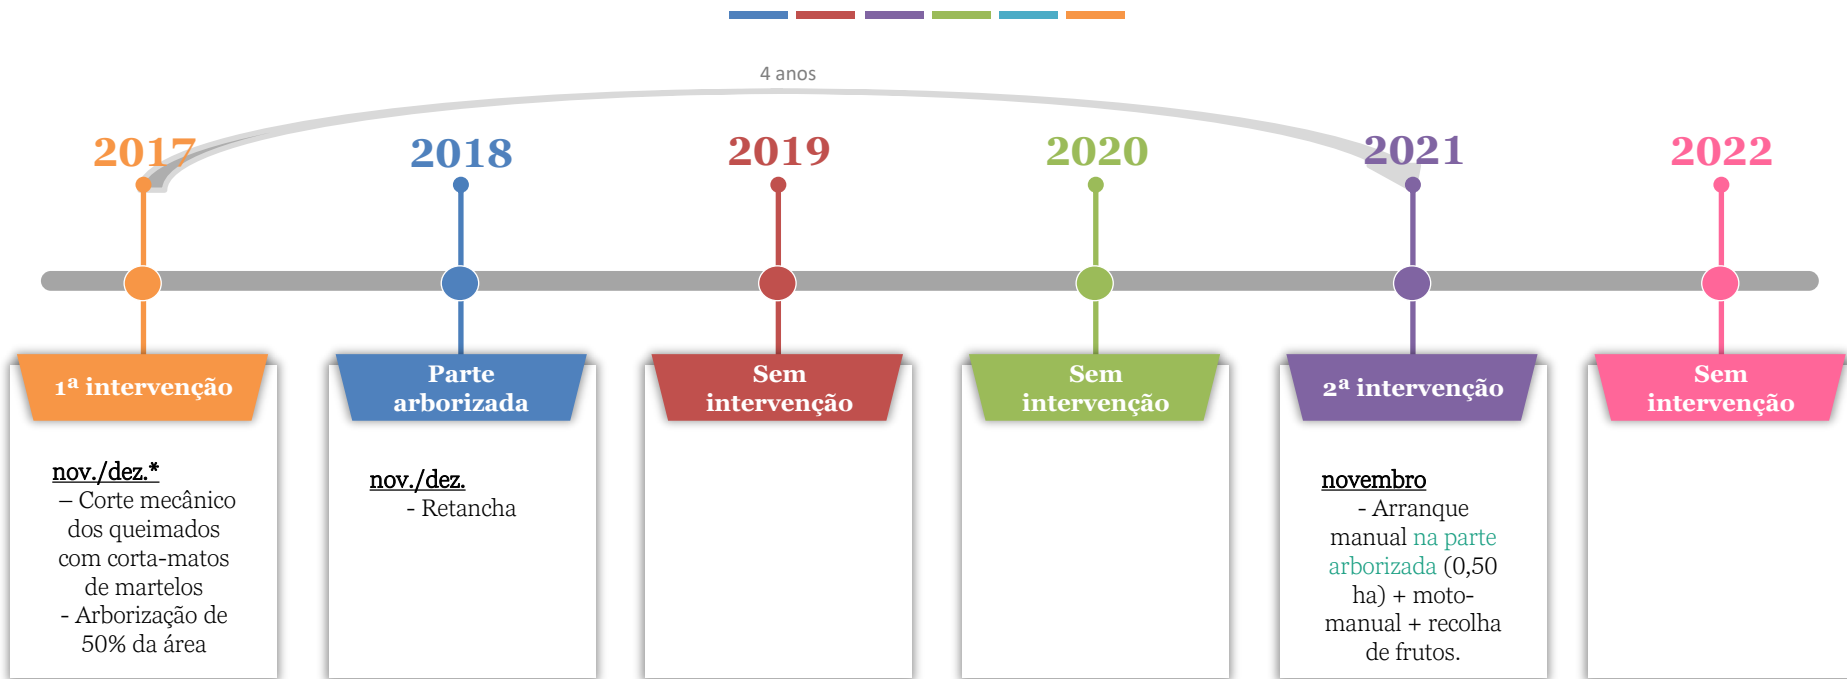 4 anos
2017
2018
2019
2020
2021
2022
1ª intervenção
Parte
arborizada
Sem
intervenção
Sem
intervenção
2ª intervenção
Sem
intervenção
nov./dez.*
– Corte mecânico
dos queimados
com corta-matos
de martelos
- Arborização de
50% da área
nov./dez.
- Retancha
novembro
- Arranque
manual na parte
arborizada (0,50
ha) + moto-
manual + recolha
de frutos.